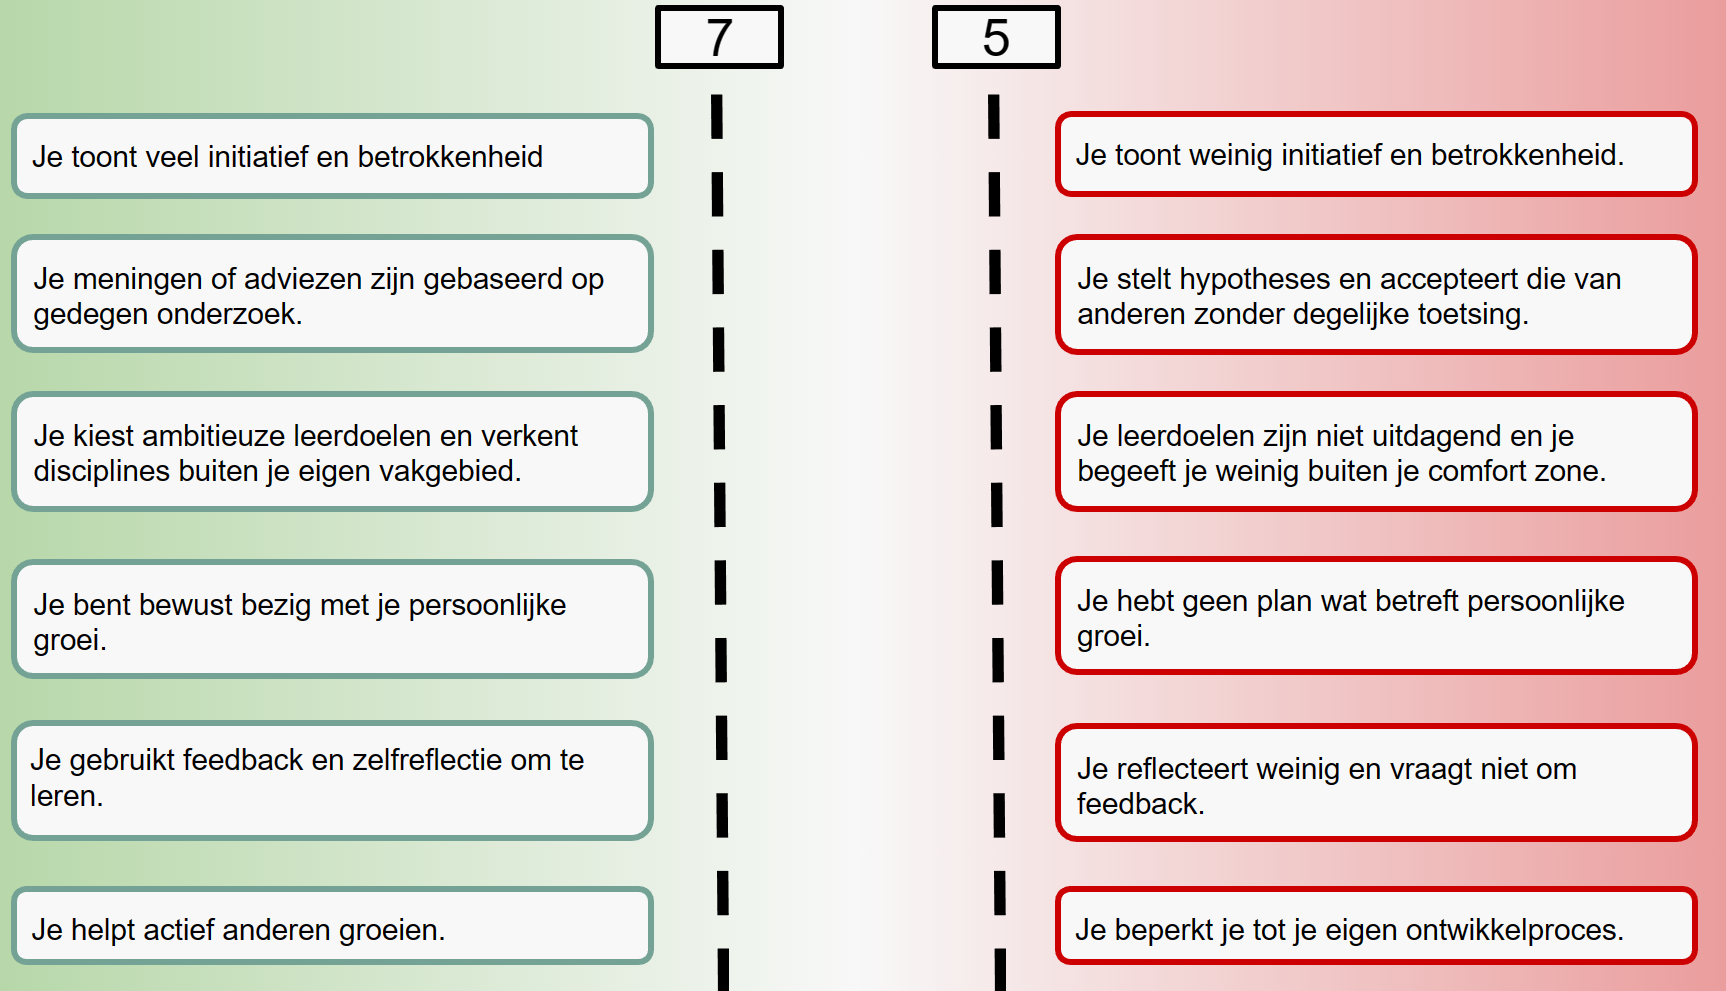 7
5
Je toont veel initiatief en betrokkenheid
Je toont weinig initiatief en betrokkenheid.
Je meningen of adviezen zijn gebaseerd op
gedegen onderzoek.
Je stelt hypotheses en accepteert die van
anderen zonder degelijke toetsing.
Je kiest ambitieuze leerdoelen en verkent
disciplines buiten je eigen vakgebied.
Je leerdoelen zijn niet uitdagend en je
begeeft je weinig buiten je comfort zone.
Je bent bewust bezig met je persoonlijke
groei.
Je hebt geen plan wat betreft persoonlijke
groei.
Je gebruikt feedback en zelfreflectie om te
leren.
Je reflecteert weinig en vraagt niet om
feedback.
Je helpt actief anderen groeien.
Je beperkt je tot je eigen ontwikkelproces.